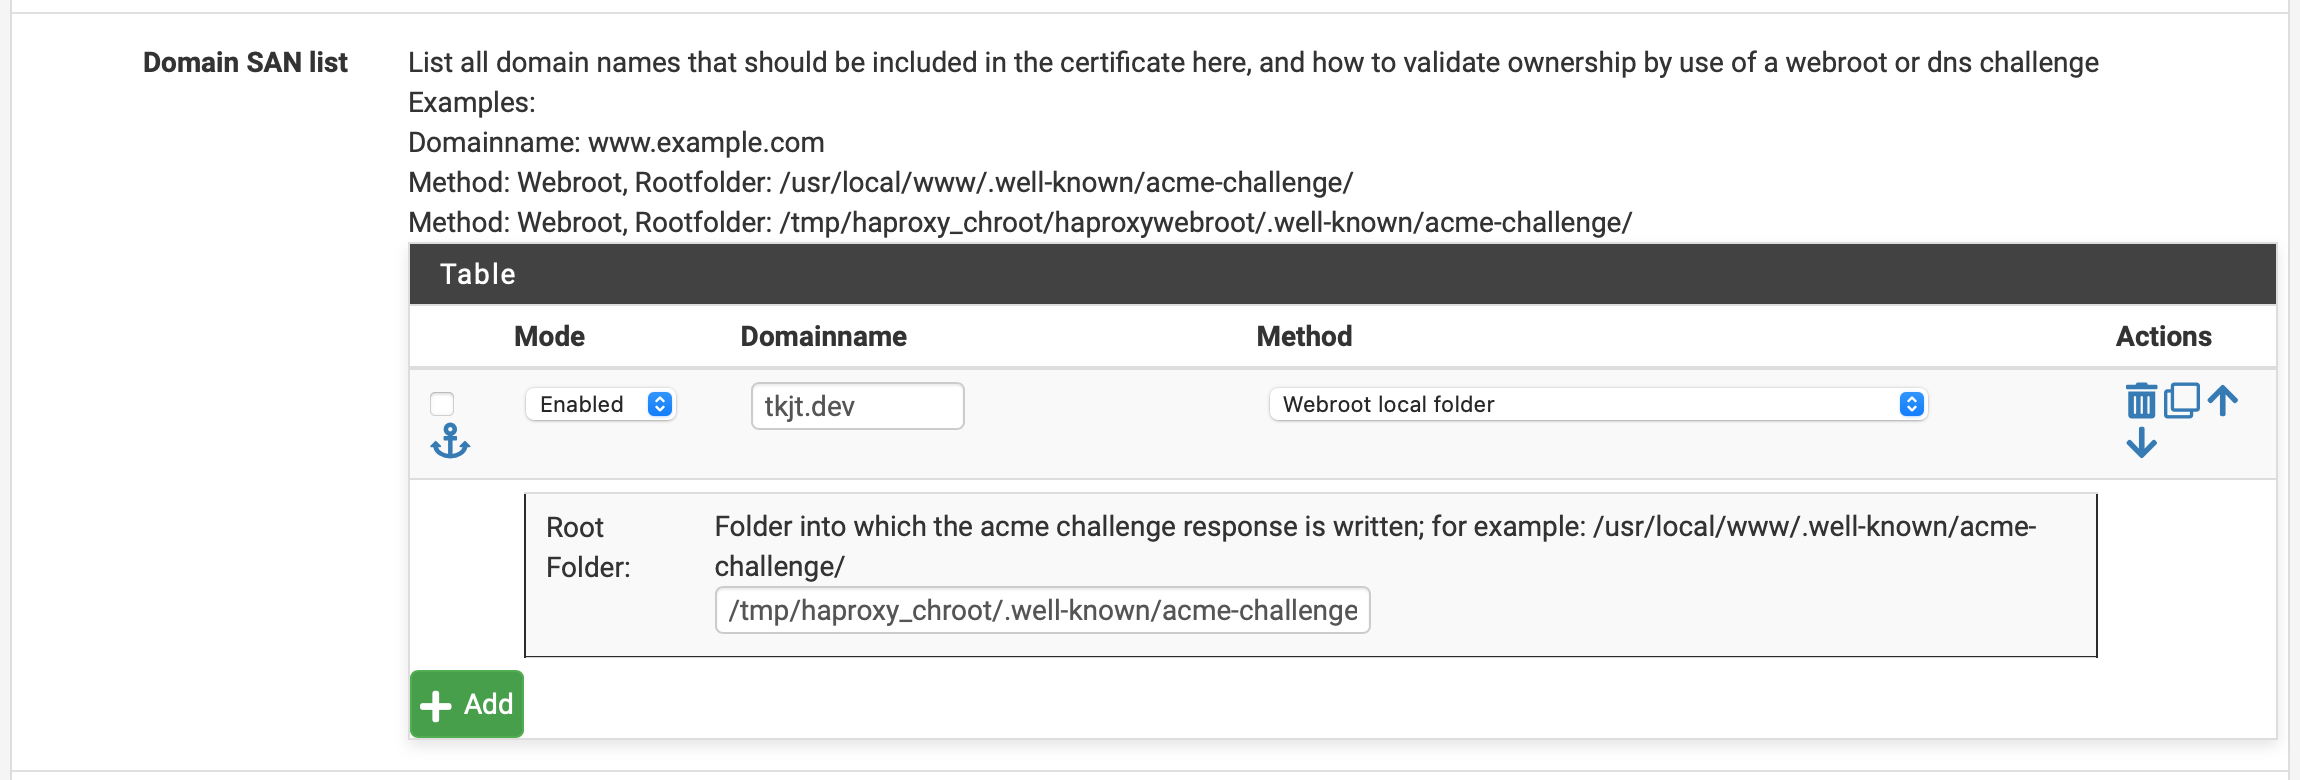 Domain SAN list
List all domain names that should be included in the certificate here, and how to validate ownership by use of a webroot or dns challenge
Examples:
Domainname: www.example.com
Method: Webroot, Rootfolder: /usr/local/www/.well-known/acme-challenge/
Method: Webroot, Rootfolder: /tmp/haproxy_chroot/haproxywebroot/.well-known/acme-challenge/
Table
Mode Domainname Method Actions
Enabled tkjt.dev Webroot local folder
Root Folder:
Folder into which the acme challenge response is written; for example: /usr/local/www/.well-known/acme-
challenge/
/tmp/haproxy_chroot/.well-known/acme-challenge
Add